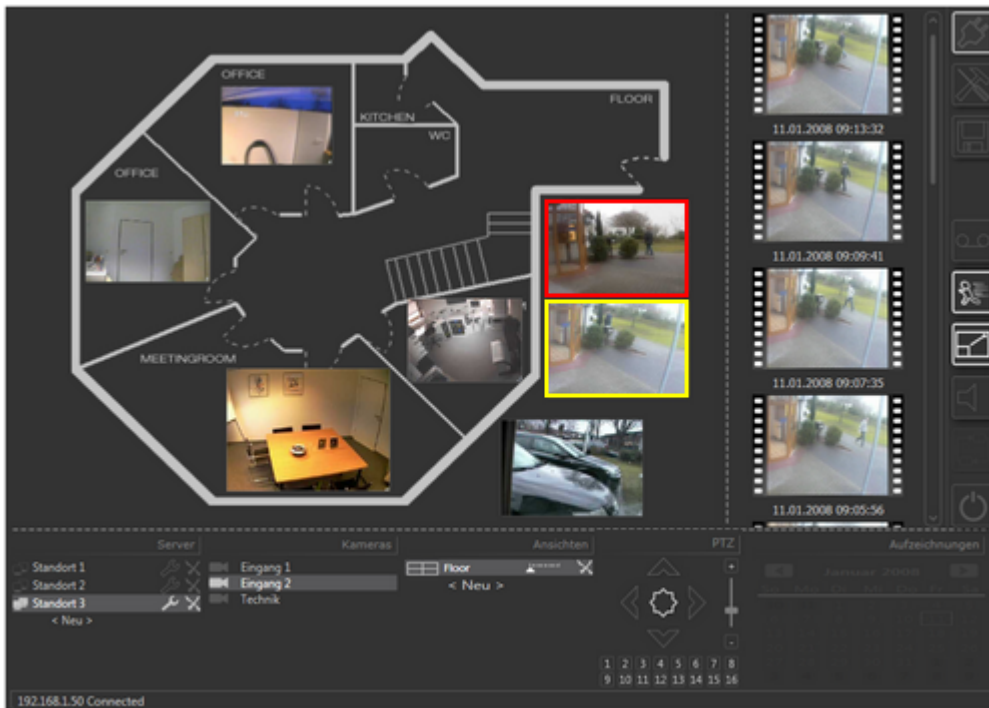 OFFICE
FLOOR
KITCHEN
WC
OFFICE
MEETINGROOM
11.01.2008 09:13:32
11.01.2008 09:09:41
11.01.2008 09:07:35
11.01.2008 09:05:56
Server
Kameras
Ansichten
PTZ
Aufzeichnungen
Standort 1
Standort 2
Standort 3
< Neu >
Eingang 1
Eingang 2
Technik
Floor
< Neu >
+
-
1 2 3 4 5 6 7 8
9 10 11 12 13 14 15 16
Januar 2008
192.168.1.50 Connected